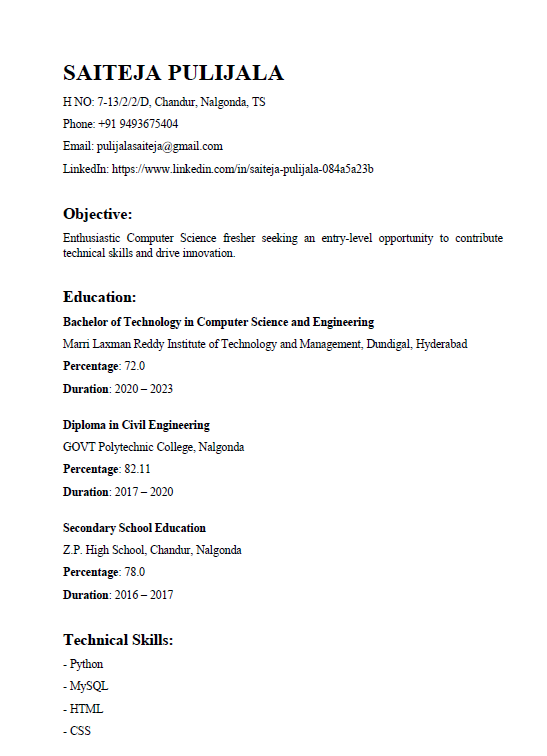 SAITEJA PULIJALA
H NO: 7-13/2/2/D, Chandur, Nalgonda, TS
Phone: +91 9493675404
Email: pulijalasaiteja@gmail.com
LinkedIn: https://www.linkedin.com/in/saiteja-pulijala-084a5a23b
Objective:
Enthusiastic Computer Science fresher seeking an entry-level opportunity to contribute
technical skills and drive innovation.
Education:
Bachelor of Technology in Computer Science and Engineering
Marri Laxman Reddy Institute of Technology and Management, Dundigal, Hyderabad
Percentage: 72.0
Duration: 2020 – 2023
Diploma in Civil Engineering
GOVT Polytechnic College, Nalgonda
Percentage: 82.11
Duration: 2017 – 2020
Secondary School Education
Z.P. High School, Chandur, Nalgonda
Percentage: 78.0
Duration: 2016 – 2017
Technical Skills:
- Python
- MySQL
- HTML
- CSS